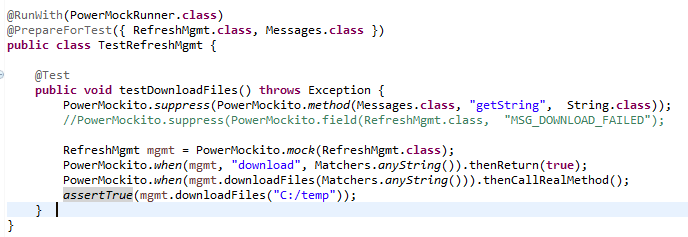 @RunWith(PowerMockRunner.class)
@PrepareForTest({ RefreshMgmt.class, Messages.class })
public class TestRefreshMgmt {
@Test
public void testDownloadFiles() throws Exception {
PowerMockito.suppress(PowerMockito.method(Messages.class, "getString",  String.class));
//PowerMockito.suppress(PowerMockito.field(RefreshMgmt.class,  "MSG_DOWNLOAD_FAILED");
RefreshMgmt mgmt = PowerMockito.mock(RefreshMgmt.class);
PowerMockito.when(mgmt, "download", Matchers.anyString()).thenReturn(true);
PowerMockito.when(mgmt.downloadFiles(Matchers.anyString())).thenCallRealMethod();
assertTrue(mgmt.downloadFiles("C:/temp"));
}
}